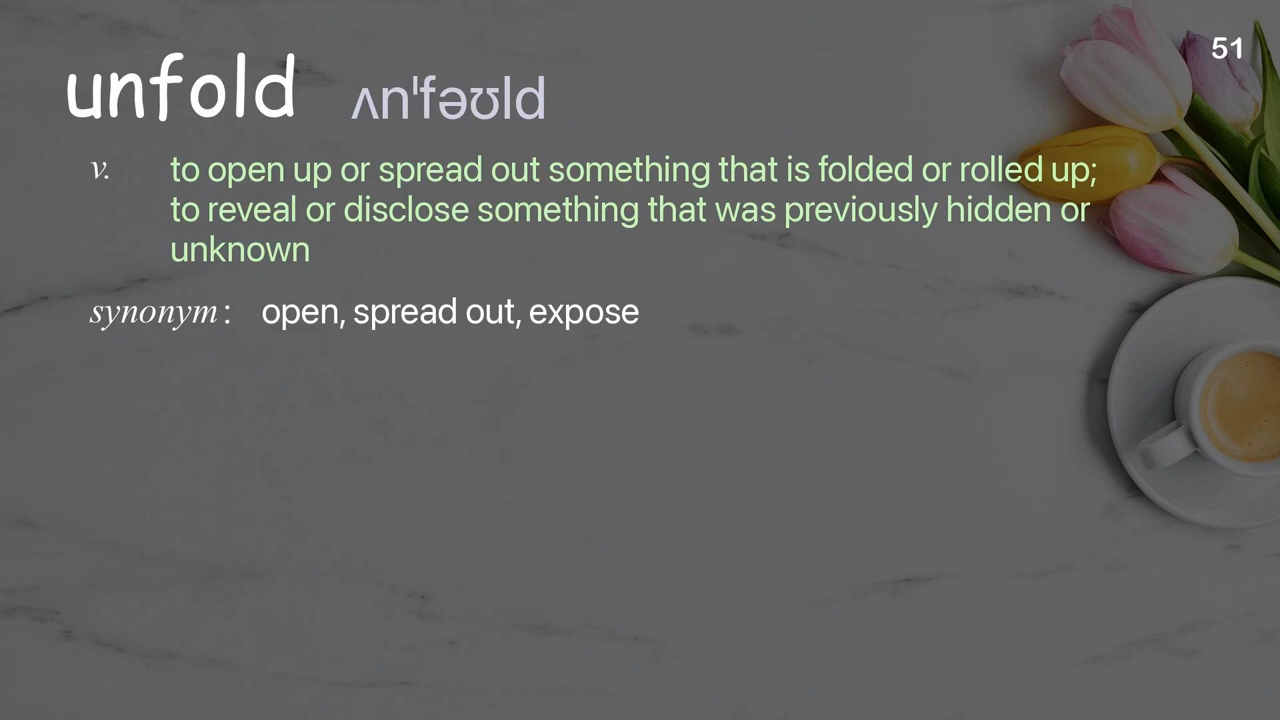 51
unfold ʌnˈfəʊld
v. to open up or spread out something that is folded or rolled up;
to reveal or disclose something that was previously hidden or
unknown
synonym: open, spread out, expose